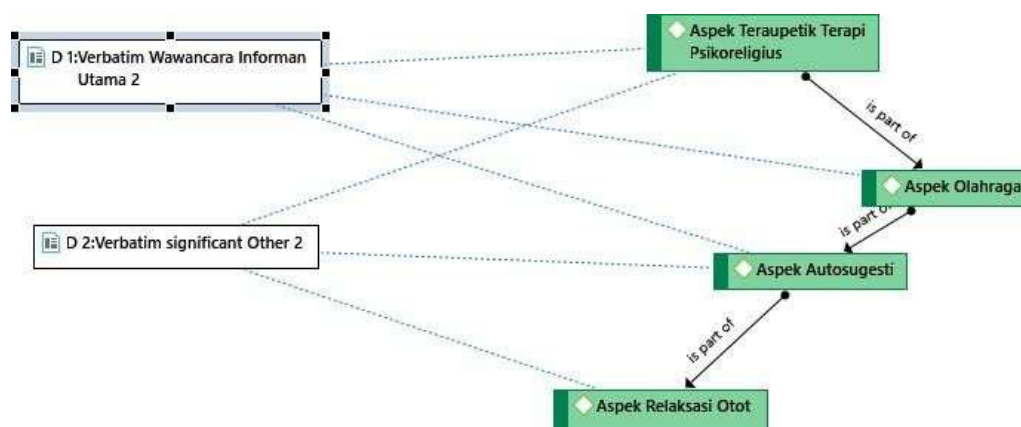 D 1:Verbatim Wawancara Informan
Utama 2
Aspek Teraupetik Terapi
Psikoreligius
is part of
Aspek Olahraga
is part of
D 2:Verbatim significant Other 2
Aspek Autosugesti
is part of
Aspek Relaksasi Otot